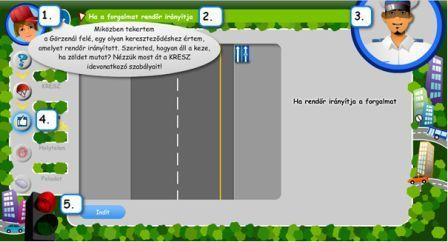 1.
Ha a forgalmat rendőr irányítja
2.
3.
Miközben tekertem
a Görzenál felé, egy olyan kereszteződéshez értem,
amelyet rendőr irányított. Szerinted, hogyan áll a keze,
ha zöldet mutat? Nézzük most át a KRESZ
idevonatkozó szabályait!
KRESZ
Ha rendőr irányítja a forgalmat
4.
Helytelen
Feladat
5.
Indít